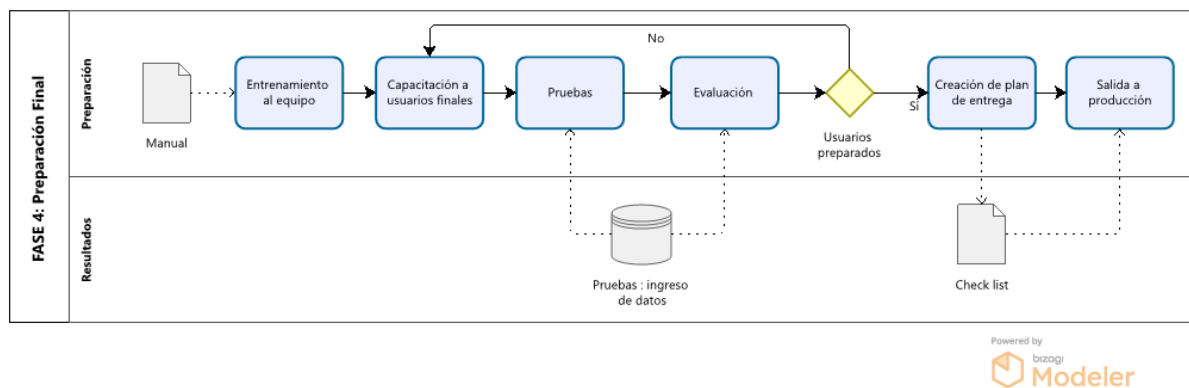 FASE 4: Preparación Final
Preparación
Manual
Entrenamiento
al equipo
Capacitación a
usuarios finales
Pruebas
Evaluación
No
Usuarios
preparados
Sí
Creación de plan
de entrega
Salida a
producción
Resultados
Pruebas : ingreso
de datos
Check list
Powered by
bizagi
Modeler